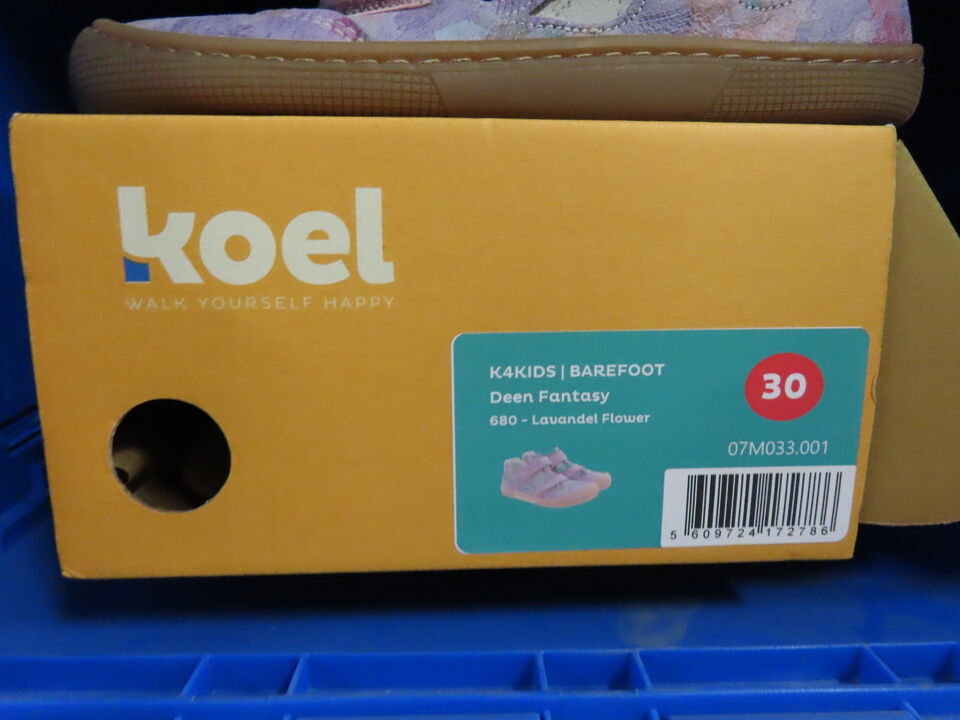 koel
WALK YOURSELF HAPPY
K4KIDS | BAREFOOT
Deen Fantasy
680 - Lavandel Flower
30
07M033.001
5 609724 172786